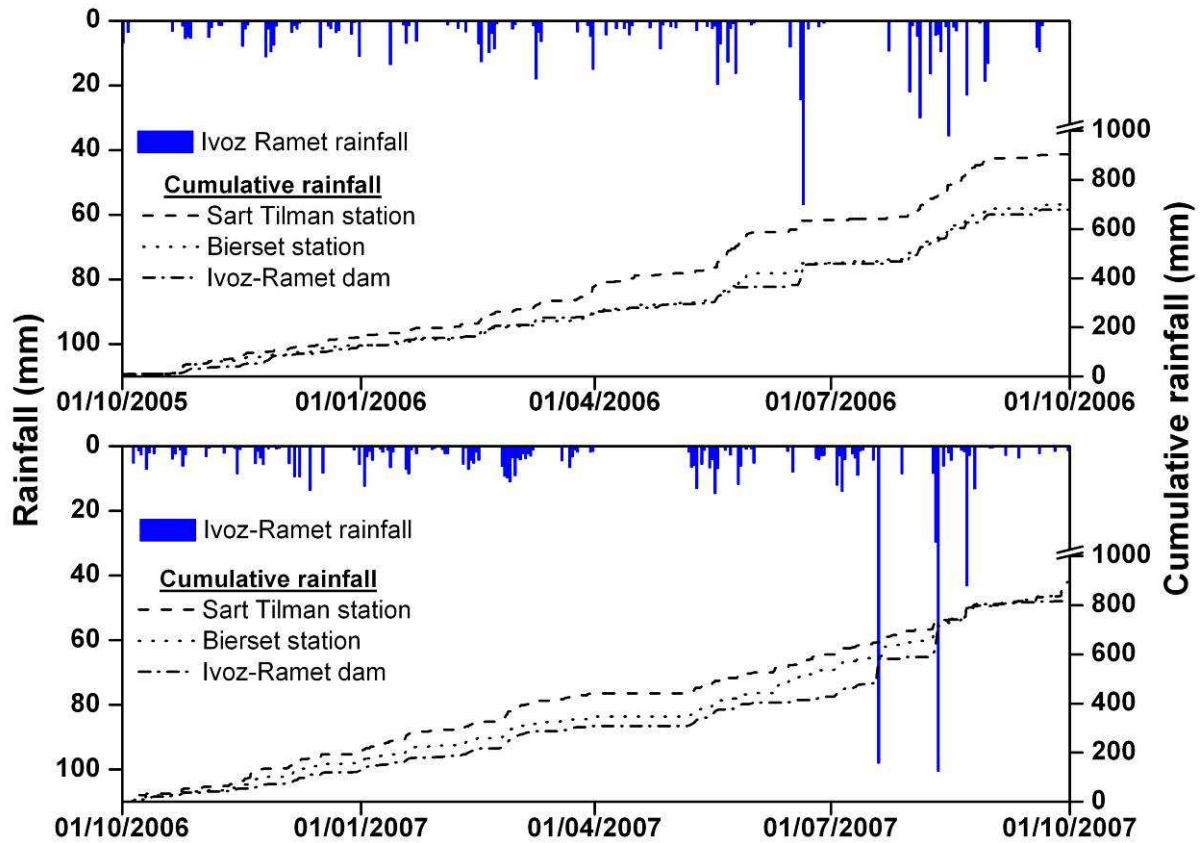 0
20
40
60
80
100
Ivoz Ramet rainfall
Cumulative rainfall
Sart Tilman station
Bierset station
Ivoz-Ramet dam
1000
800
600
400
200
0
01/10/2005
01/01/2006
01/04/2006
01/07/2006
01/10/2006
Rainfall (mm)
Cumulative rainfall (mm)
0
20
40
60
80
100
Ivoz-Ramet rainfall
Cumulative rainfall
Sart Tilman station
Bierset station
Ivoz-Ramet dam
1000
800
600
400
200
0
01/10/2006
01/01/2007
01/04/2007
01/07/2007
01/10/2007